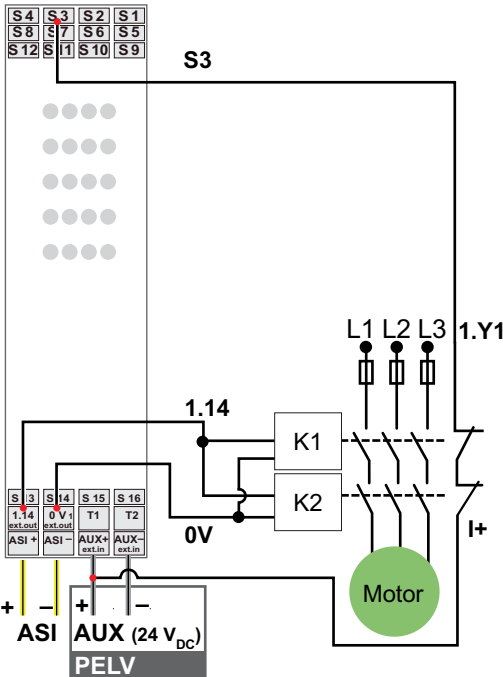 S4 S3 S2 S1
S8 S7 S6 S5
S12 S11 S10 S9
S3
L1 L2 L3 1.Y1
1.14
K1
K2
0V
I+
S 13 S 14 S 15 S 16
1.14 ext.out 0 V1 ext.out T1 T2
ASI + ASI − AUX+ ext.in AUX− ext.in
Motor
+ − + −
ASI AUX (24 VDC)
PELV